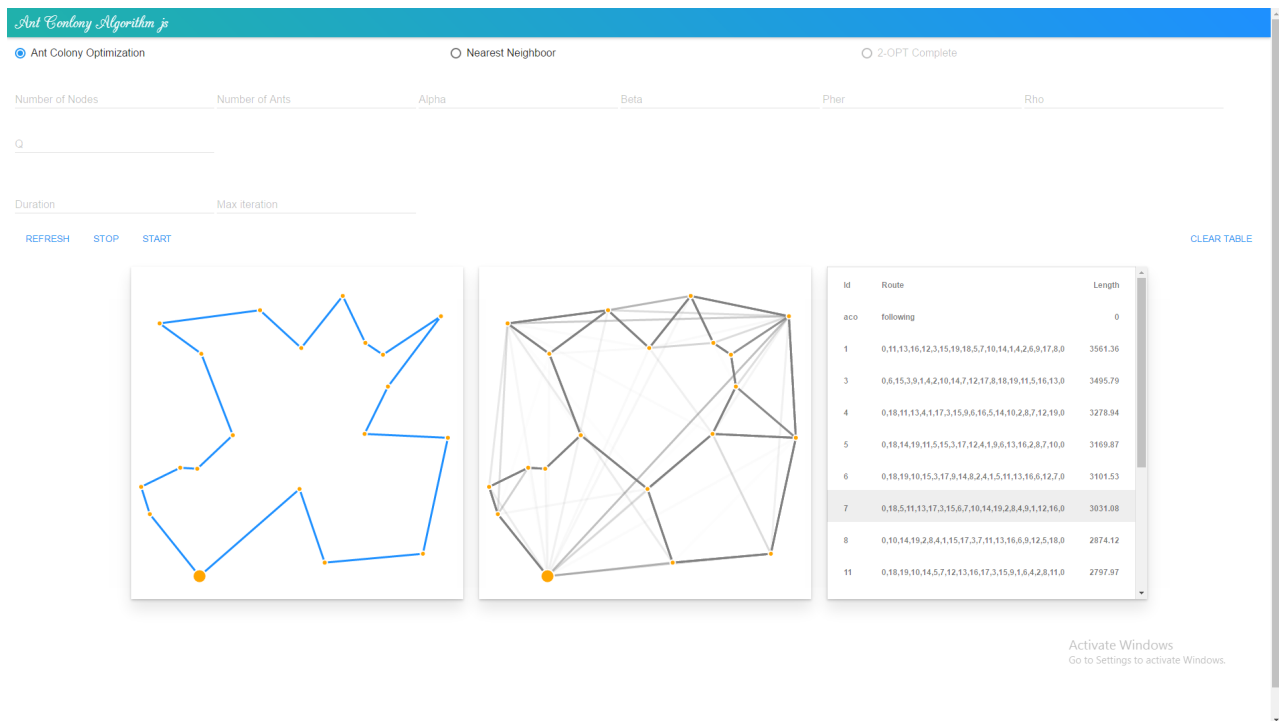 Ant Conlony Algorithm js
Ant Colony Optimization
Nearest Neighboor
2-OPT Complete
Number of Nodes
Number of Ants
Alpha
Beta
Pher
Rho
Q
Duration
Max iteration
REFRESH STOP START CLEAR TABLE
Id Route Length
aco following 0
1 0,11,13,16,12,3,15,19,18,5,7,10,14,1,4,2,6,9,17,8,0 3561.36
3 0,6,15,3,9,1,4,2,10,14,7,12,17,8,18,19,11,5,16,13,0 3495.79
4 0,18,11,13,4,1,17,3,15,9,6,16,5,14,10,2,8,7,12,19,0 3278.94
5 0,18,14,19,11,5,15,3,17,12,4,1,9,6,13,16,2,8,7,10,0 3169.87
6 0,18,19,10,15,3,17,9,14,8,2,4,1,5,11,13,16,6,12,7,0 3101.53
7 0,18,5,11,13,17,3,15,6,7,10,14,19,2,8,4,9,1,12,16,0 3031.08
8 0,10,14,19,2,8,4,1,15,17,3,7,11,13,16,6,9,12,5,18,0 2874.12
11 0,18,19,10,14,5,7,12,13,16,17,3,15,9,1,6,4,2,8,11,0 2797.97
Activate Windows
Go to Settings to activate Windows.